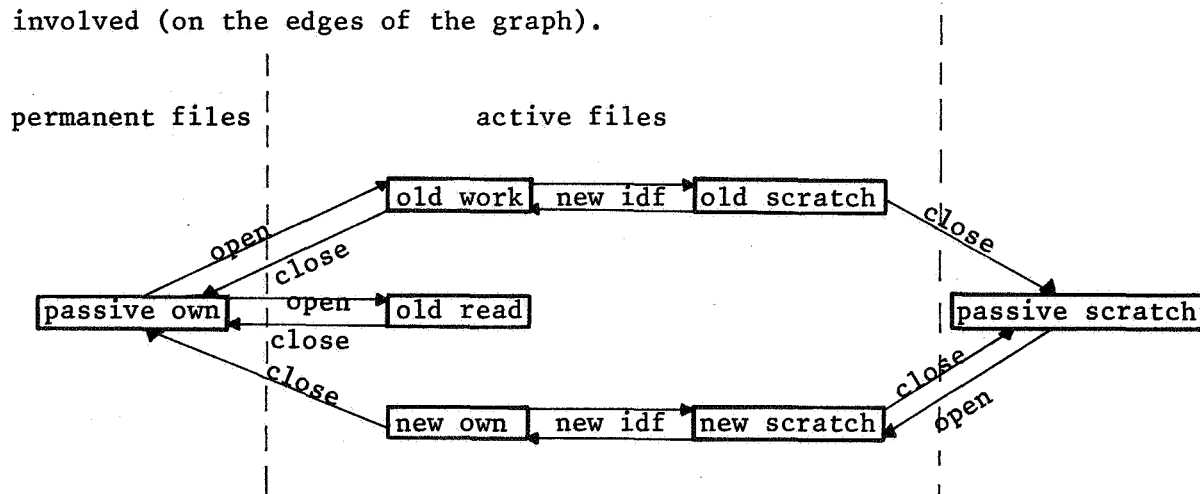 involved (on the edges of the graph).
permanent files
active files
old work
new idf
old scratch
open
close
close
passive own
open
old read
passive scratch
close
close
close
open
new own
new idf
new scratch